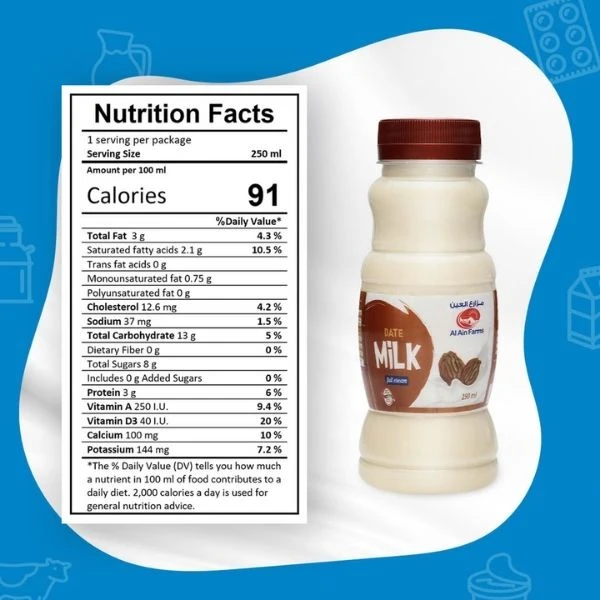 Nutrition Facts
1 serving per package
Serving Size 250 ml
Amount per 100 ml
Calories 91
%Daily Value*
Total Fat 3 g 4.3 %
Saturated fatty acids 2.1 g 10.5 %
Trans fat acids 0 g
Monounsaturated fat 0.75 g
Polyunsaturated fat 0 g
Cholesterol 12.6 mg 4.2 %
Sodium 37 mg 1.5 %
Total Carbohydrate 13 g 5 %
Dietary Fiber 0 g 0 %
Total Sugars 8 g
Includes 0 g Added Sugars 0 %
Protein 3 g 6 %
Vitamin A 250 I.U. 9.4 %
Vitamin D3 40 I.U. 20 %
Calcium 100 mg 10 %
Potassium 144 mg 7.2 %
*The % Daily Value (DV) tells you how much
a nutrient in 100 ml of food contributes to a
daily diet. 2,000 calories a day is used for
general nutrition advice.
مزارع العين
Al Ain Farms
DATE
MiLK
full cream
250 ml